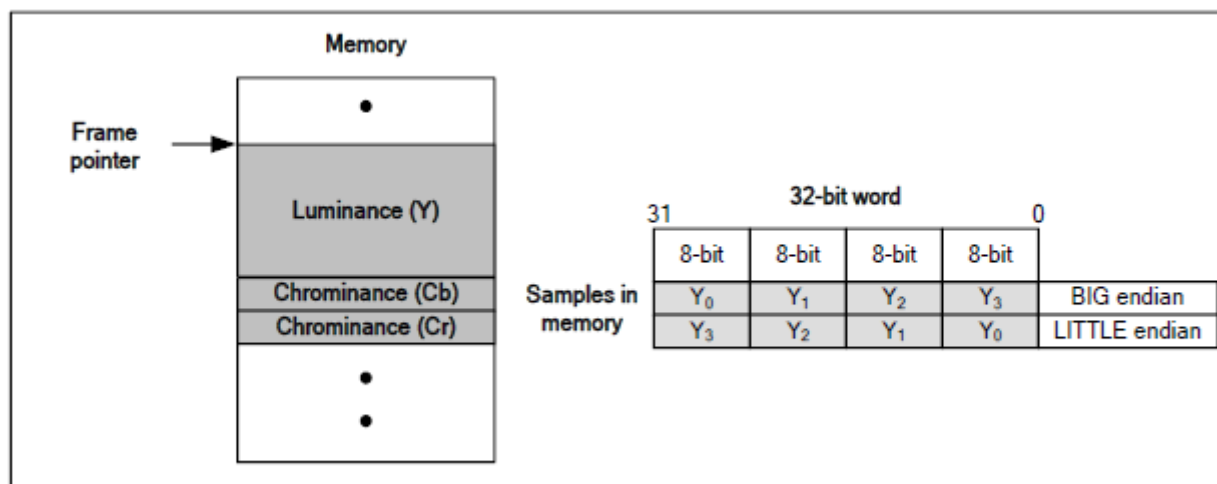 Memory
Frame
pointer
Luminance (Y)
Chrominance (Cb)
Chrominance (Cr)
32-bit word
31 0
8-bit 8-bit 8-bit 8-bit
Samples in
memory
Y₀ Y₁ Y₂ Y₃ BIG endian
Y₃ Y₂ Y₁ Y₀ LITTLE endian